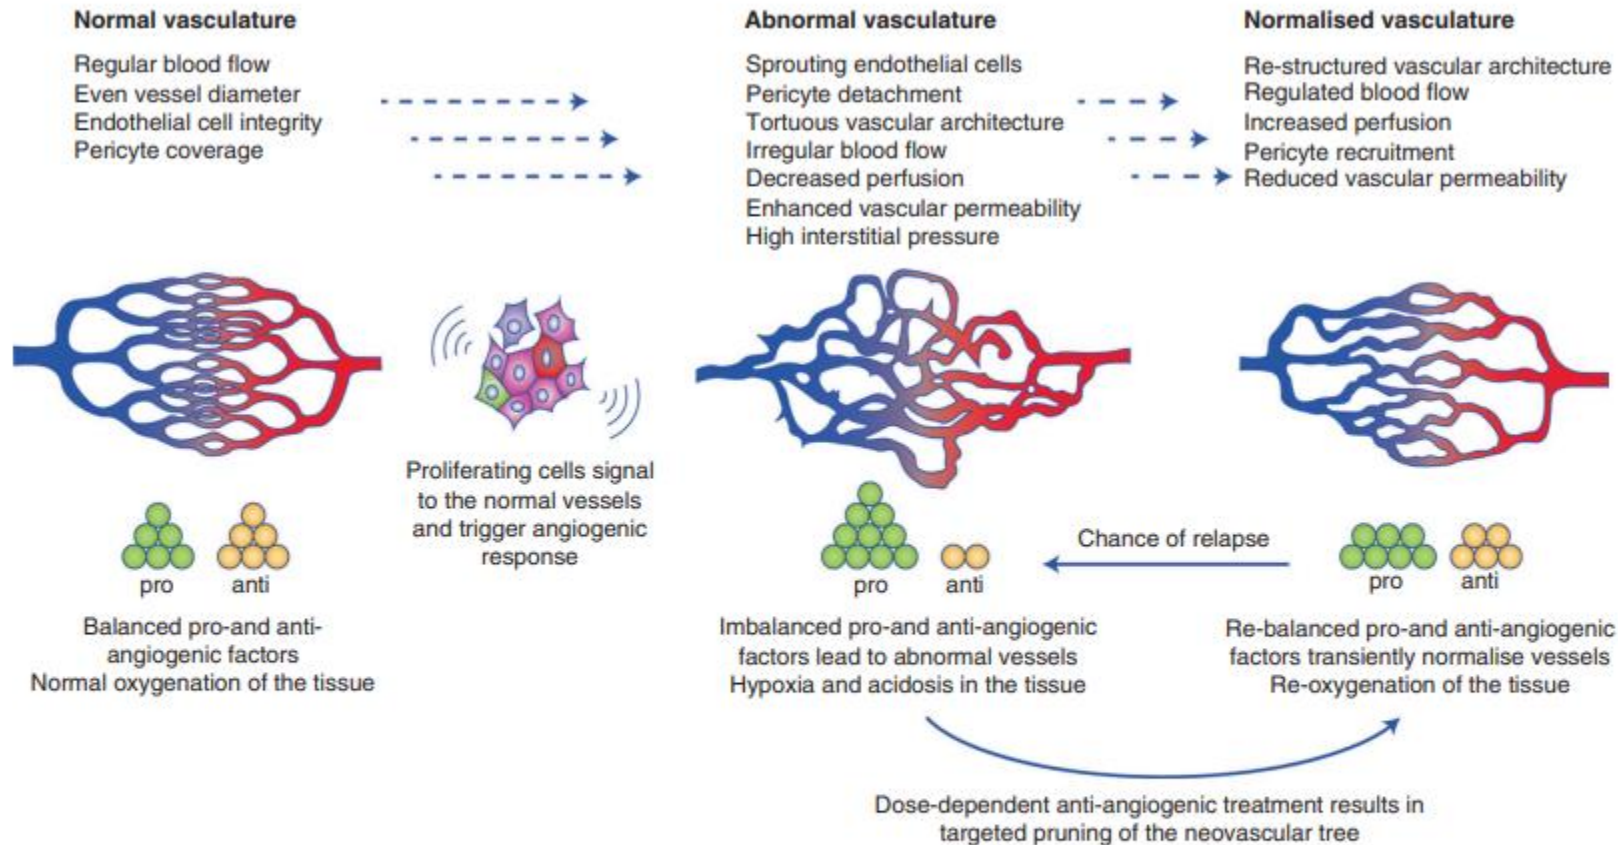 Normal vasculature
Regular blood flow
Even vessel diameter
Endothelial cell integrity
Pericyte coverage
Abnormal vasculature
Sprouting endothelial cells
Pericyte detachment
Tortuous vascular architecture
Irregular blood flow
Decreased perfusion
Enhanced vascular permeability
High interstitial pressure
Normalised vasculature
Re-structured vascular architecture
Regulated blood flow
Increased perfusion
Pericyte recruitment
Reduced vascular permeability
Proliferating cells signal
to the normal vessels
and trigger angiogenic
response
pro
anti
Balanced pro-and anti-
angiogenic factors
Normal oxygenation of the tissue
pro
anti
Imbalanced pro-and anti-angiogenic
factors lead to abnormal vessels
Hypoxia and acidosis in the tissue
Chance of relapse
pro
anti
Re-balanced pro-and anti-angiogenic
factors transiently normalise vessels
Re-oxygenation of the tissue
Dose-dependent anti-angiogenic treatment results in
targeted pruning of the neovascular tree